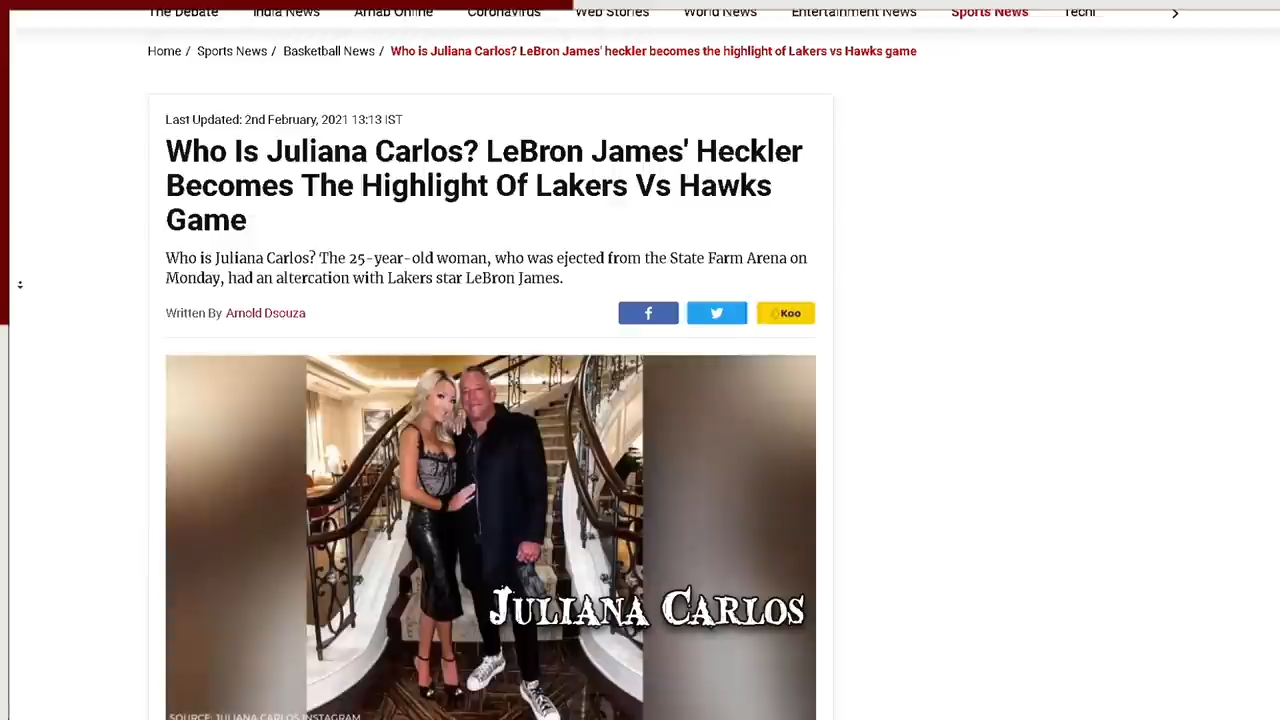 The Debate India News Arnab Online Coronavirus Web Stories World News Entertainment News Sports News
Home / Sports News / Basketball News / Who is Juliana Carlos? LeBron James' heckler becomes the highlight of Lakers vs Hawks game
Last Updated: 2nd February, 2021 13:13 IST
Who Is Juliana Carlos? LeBron James' Heckler
Becomes The Highlight Of Lakers Vs Hawks
Game
Who is Juliana Carlos? The 25-year-old woman, who was ejected from the State Farm Arena on
Monday, had an altercation with Lakers star LeBron James.
Written By Arnold Dsouza
f
Koo
JULIANA CARLOS
SOURCE: JULIANA CARLOS INSTAGRAM